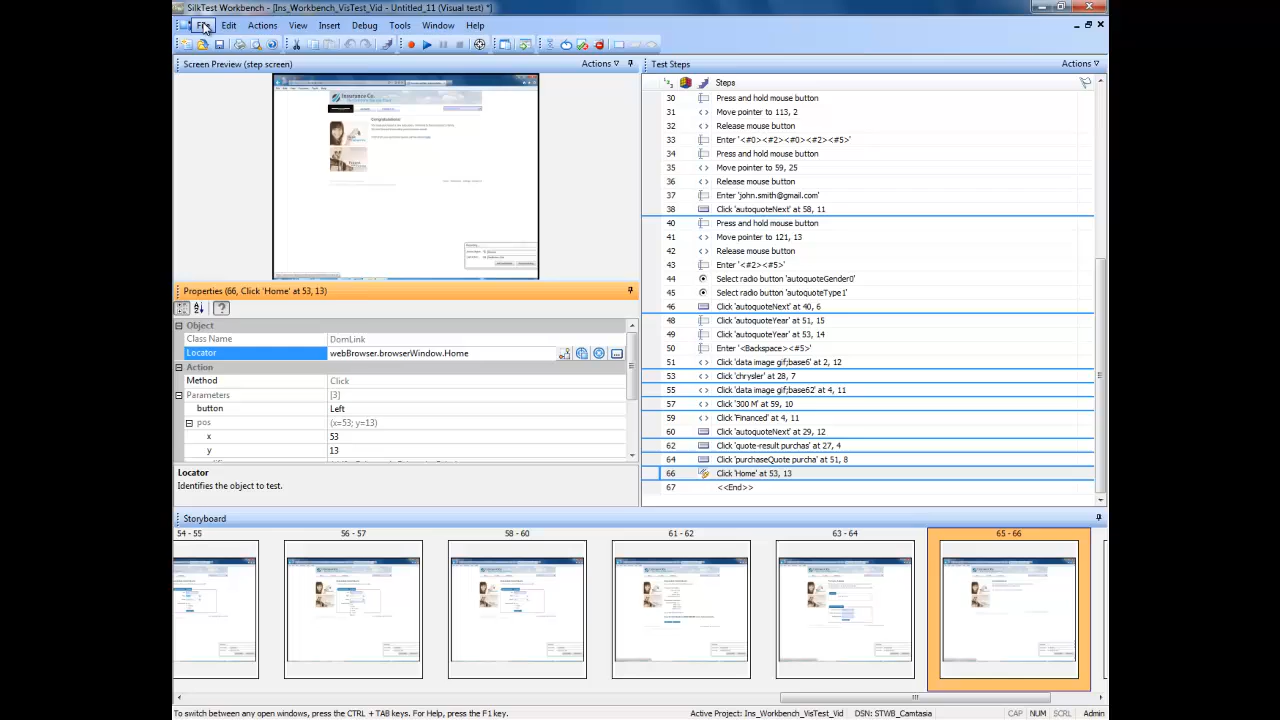 SilkTest Workbench - [Ins_Workbench_VisTest_Vid - Untitled_11 (Visual test) *]
File Edit Actions View Insert Debug Tools Window Help
Screen Preview (step screen) Actions
Insurance Co.
Congratulations!
Properties (66, Click 'Home' at 53, 13)
Object
Class Name DomLink
Locator webBrowser.browserWindow.Home
Action
Method Click
Parameters [3]
button Left
pos (x=53; y=13)
x 53
y 13
Locator
Identifies the object to test.
Test Steps Actions
Steps
30 Press and hold mouse button
31 Move pointer to 113, 2
32 Release mouse button
33 Enter '<#0><#2><#0><#2><#2><#5>'
34 Press and hold mouse button
35 Move pointer to 59, 25
36 Release mouse button
37 Enter 'john.smith@gmail.com'
38 Click 'autoquoteNext' at 58, 11
40 Press and hold mouse button
41 Move pointer to 121, 13
42 Release mouse button
43 Enter '<#2><#5>'
44 Select radio button 'autoquoteGender0'
45 Select radio button 'autoquoteType1'
46 Click 'autoquoteNext' at 40, 6
48 Click 'autoquoteYear' at 51, 15
49 Click 'autoquoteYear' at 53, 14
50 Enter '<Backspace><#5>'
51 Click 'data image gif;base6' at 2, 12
53 Click 'chrysler' at 28, 7
55 Click 'data image gif;base62' at 4, 11
57 Click '300 M' at 59, 10
59 Click 'Financed' at 4, 11
60 Click 'autoquoteNext' at 29, 12
62 Click 'quote-result purchas' at 27, 4
64 Click 'purchaseQuote purcha' at 51, 8
66 Click 'Home' at 53, 13
67 <<End>>
Storyboard
54 - 55 56 - 57 58 - 60 61 - 62 63 - 64 65 - 66
To switch between any open windows, press the CTRL + TAB keys. For Help, press the F1 key. Active Project: Ins_Workbench_VisTest_Vid DSN: STWB_Camtasia CAP NUM SCRL Admin